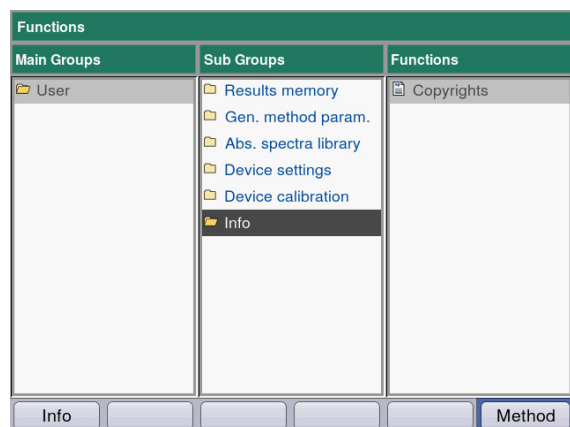 Functions
Main Groups
Sub Groups
Functions
User
Results memory
Gen. method param.
Abs. spectra library
Device settings
Device calibration
Info
Copyrights
Info
Method